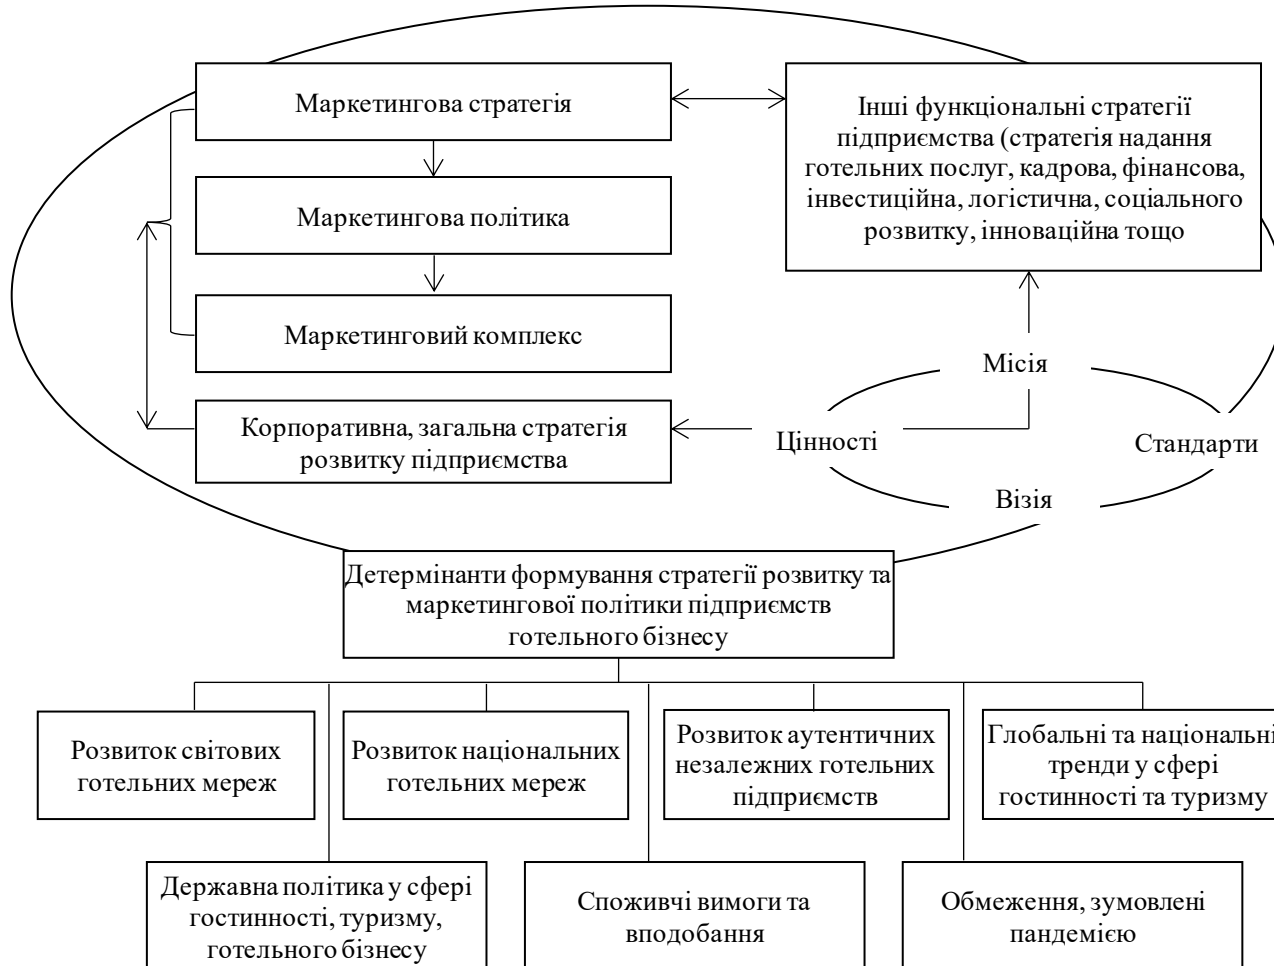 Маркетингова стратегія
Інші функціональні стратегії
підприємства (стратегія надання
готельних послуг, кадрова, фінансова,
інвестиційна, логістична, соціального
розвитку, інноваційна тощо
Маркетингова політика
Маркетинговий комплекс
Корпоративна, загальна стратегія
розвитку підприємства
Місія
Цінності
Стандарти
Візія
Детермінанти формування стратегії розвитку та
маркетингової політики підприємств
готельного бізнесу
Розвиток світових
готельних мереж
Розвиток національних
готельних мереж
Розвиток аутентичних
незалежних готельних
підприємств
Глобальні та національні
тренди у сфері
гостинності та туризму
Державна політика у сфері
гостинності, туризму,
готельного бізнесу
Споживчі вимоги та
вподобання
Обмеження, зумовлені
пандемією